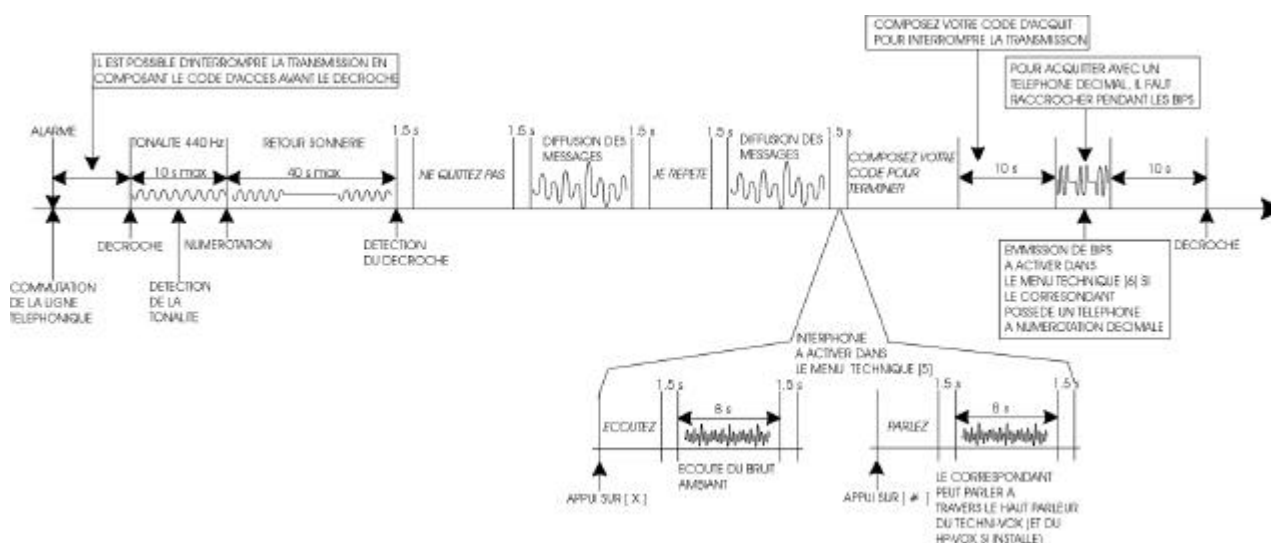 IL EST POSSIBLE D'INTERROMPRE LA TRANSMISSION EN
COMPOSANT LE CODE D'ACCES AVANT LE DECROCHE
COMPOSEZ VOTRE CODE D'ACQUIT
POUR INTERROMPRE LA TRANSMISSION
POUR ACQUITTER AVEC UN
TELEPHONE DECIMAL, IL FAUT
RACCROCHER PENDANT LES BIPS
ALARME
TONALITE 440 Hz
RETOUR SONNERIE
1.5 s
1.5 s
DIFFUSION DES
MESSAGES
1.5 s
1.5 s
DIFFUSION DES
MESSAGES
1.5 s
10 s max
40 s max
NE QUITTEZ PAS
JE REPETE
COMPOSEZ VOTRE
CODE POUR
TERMINER
10 s
10 s
DECROCHE
NUMEROTATION
DETECTION
DU DECROCHE
COMMUTATION
DE LA LIGNE
TELEPHONIQUE
DETECTION
DE LA
TONALITE
EMMISSION DE BIPS
A ACTIVER DANS
LE MENU TECHNIQUE [6] SI
LE CORRESONDANT
POSSEDE UN TELEPHONE
A NUMEROTATION DECIMALE
DECROCHÉ
INTERPHONIE
A ACTIVER DANS
LE MENU TECHNIQUE [5]
1.5 s
1.5 s
ECOUTEZ
8 s
ECOUTE DU BRUIT
AMBIANT
APPUI SUR [ X ]
1.5 s
1.5 s
PARLEZ
8 s
APPUI SUR [ # ]
LE CORRESPONDANT
PEUT PARLER A
TRAVERS LE HAUT PARLEUR
DU TECHNI-VOX (ET DU
HP-VOX SI INSTALLE)